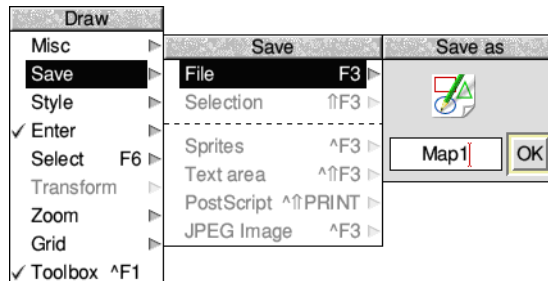 Draw
Misc
Save
Style
✓ Enter
Select F6
Transform
Zoom
Grid
✓ Toolbox ^F1
Save
File F3
Selection ⇑F3
Sprites ^F3
Text area ^⇑F3
PostScript ^⇑PRINT
JPEG Image ^F3
Save as
Map1
OK